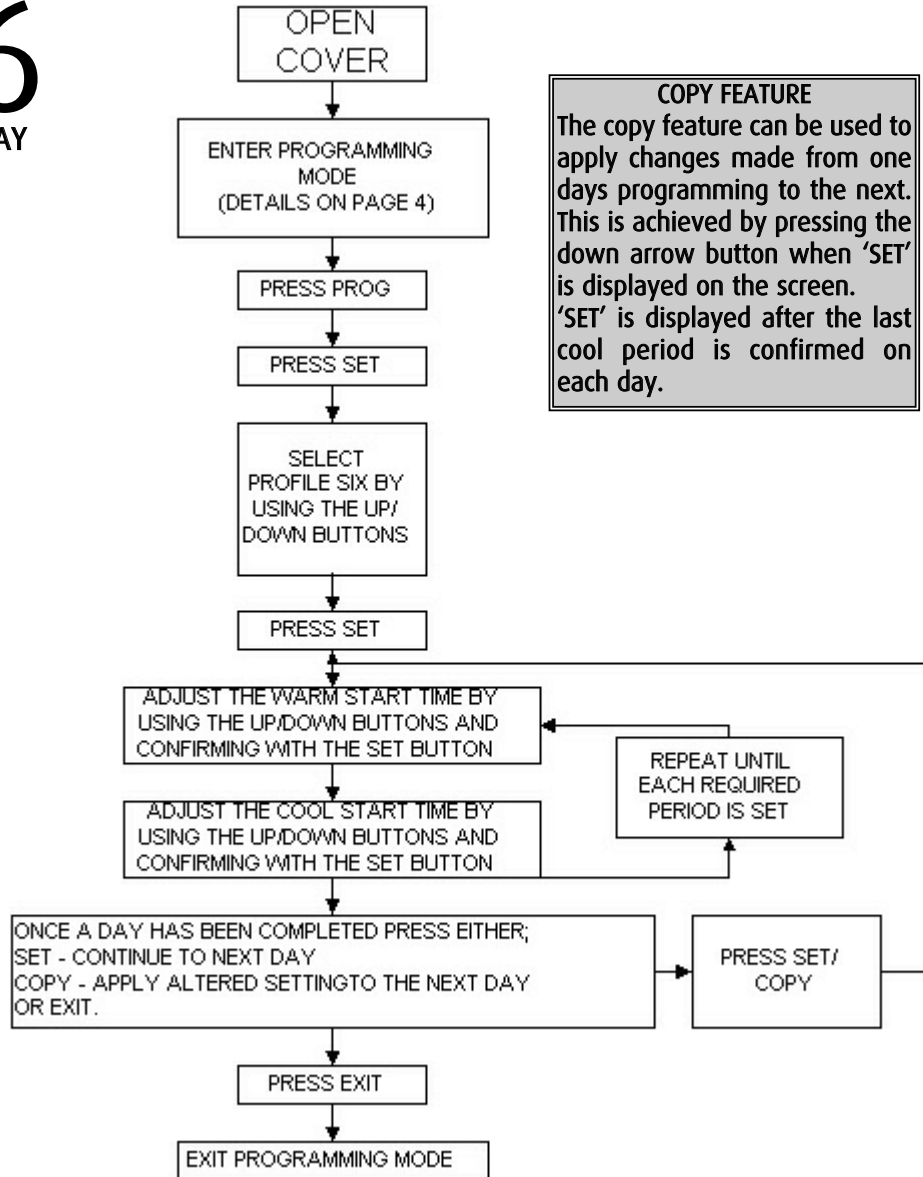 6
OPEN
COVER
ENTER PROGRAMMING
MODE
(DETAILS ON PAGE 4)
PRESS PROG
PRESS SET
SELECT
PROFILE SIX BY
USING THE UP/
DOWN BUTTONS
PRESS SET
ADJUST THE WARM START TIME BY
USING THE UP/DOWN BUTTONS AND
CONFIRMING WITH THE SET BUTTON
ADJUST THE COOL START TIME BY
USING THE UP/DOWN BUTTONS AND
CONFIRMING WITH THE SET BUTTON
REPEAT UNTIL
EACH REQUIRED
PERIOD IS SET
ONCE A DAY HAS BEEN COMPLETED PRESS EITHER;
SET - CONTINUE TO NEXT DAY
COPY - APPLY ALTERED SETTINGTO THE NEXT DAY
OR EXIT.
PRESS SET/
COPY
PRESS EXIT
EXIT PROGRAMMING MODE
COPY FEATURE
The copy feature can be used to
apply changes made from one
days programming to the next.
This is achieved by pressing the
down arrow button when ‘SET’
is displayed on the screen.
‘SET’ is displayed after the last
cool period is confirmed on
each day.